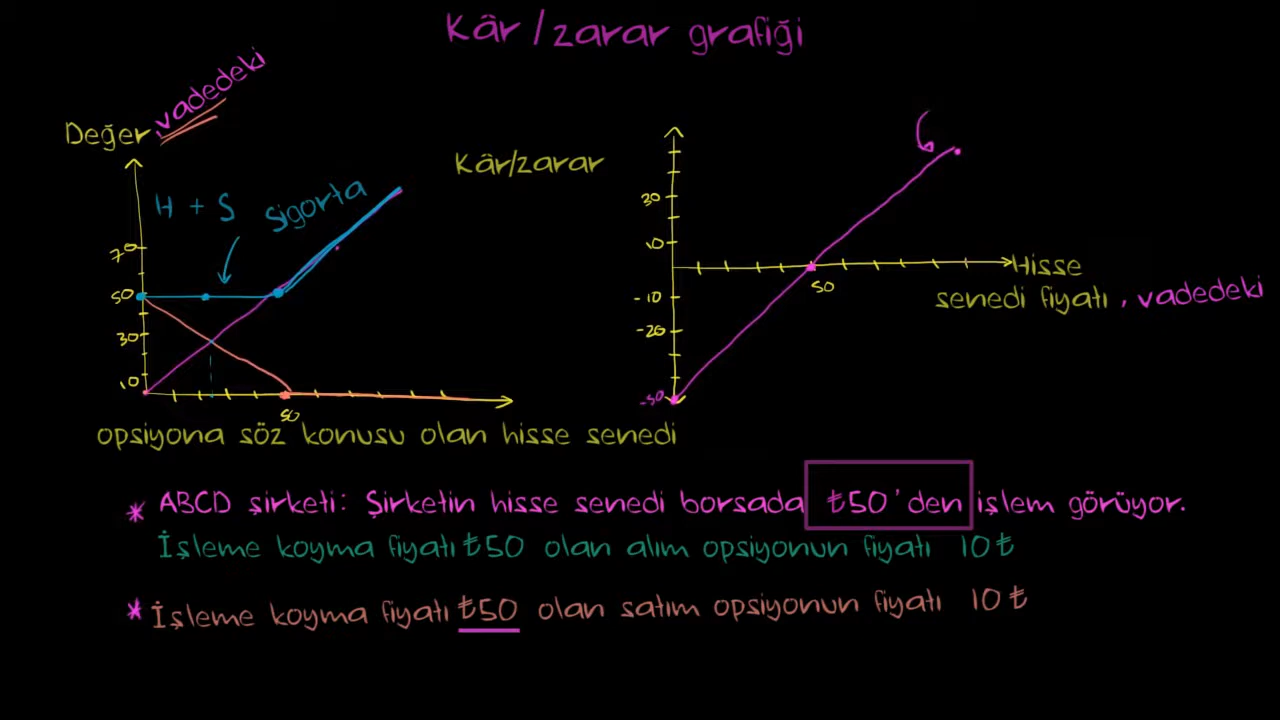 Kâr/zarar grafiği
Değer, vadedeki
H + S sigorta
70
50
30
10
50
opsiyona söz konusu olan hisse senedi
Kâr/zarar
30
10
-10
-20
-50
50
Hisse
senedi fiyatı, vadedeki
* ABCD şirketi: Şirketin hisse senedi borsada ₺50'den işlem görüyor.
İşleme koyma fiyatı ₺50 olan alım opsiyonun fiyatı 10₺
* İşleme koyma fiyatı ₺50 olan satım opsiyonun fiyatı 10₺